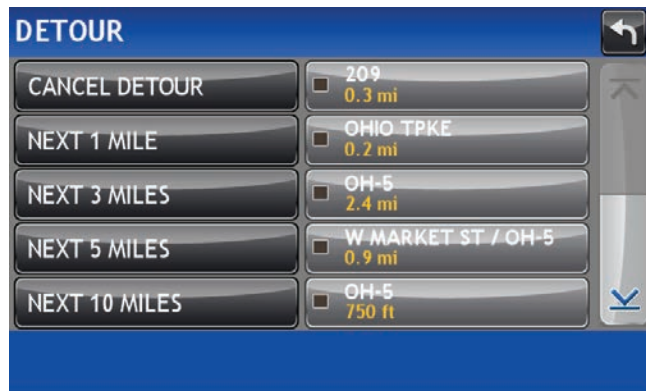 DETOUR
CANCEL DETOUR
209
0.3 mi
NEXT 1 MILE
OHIO TPKE
0.2 mi
NEXT 3 MILES
OH-5
2.4 mi
NEXT 5 MILES
W MARKET ST / OH-5
0.9 mi
NEXT 10 MILES
OH-5
750 ft